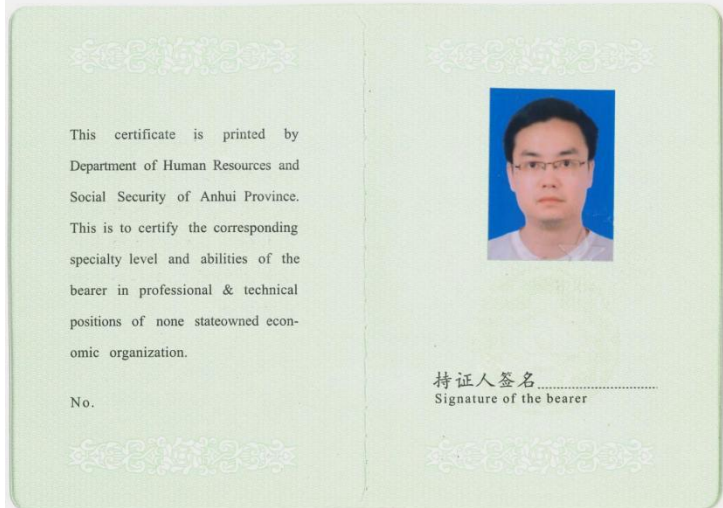 This certificate is printed by
Department of Human Resources and
Social Security of Anhui Province.
This is to certify the corresponding
specialty level and abilities of the
bearer in professional & technical
positions of none stateowned econ-
omic organization.
No.
持证人签名
Signature of the bearer